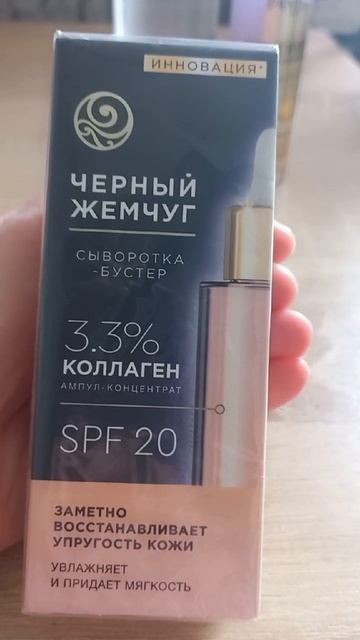 ИННОВАЦИЯ*
ЧЕРНЫЙ
ЖЕМЧУГ
СЫВОРОТКА
-БУСТЕР
3.3%
КОЛЛАГЕН
АМПУЛ-КОНЦЕНТРАТ
SPF 20
ЗАМЕТНО
ВОССТАНАВЛИВАЕТ
УПРУГОСТЬ КОЖИ
УВЛАЖНЯЕТ
И ПРИДАЕТ МЯГКОСТЬ